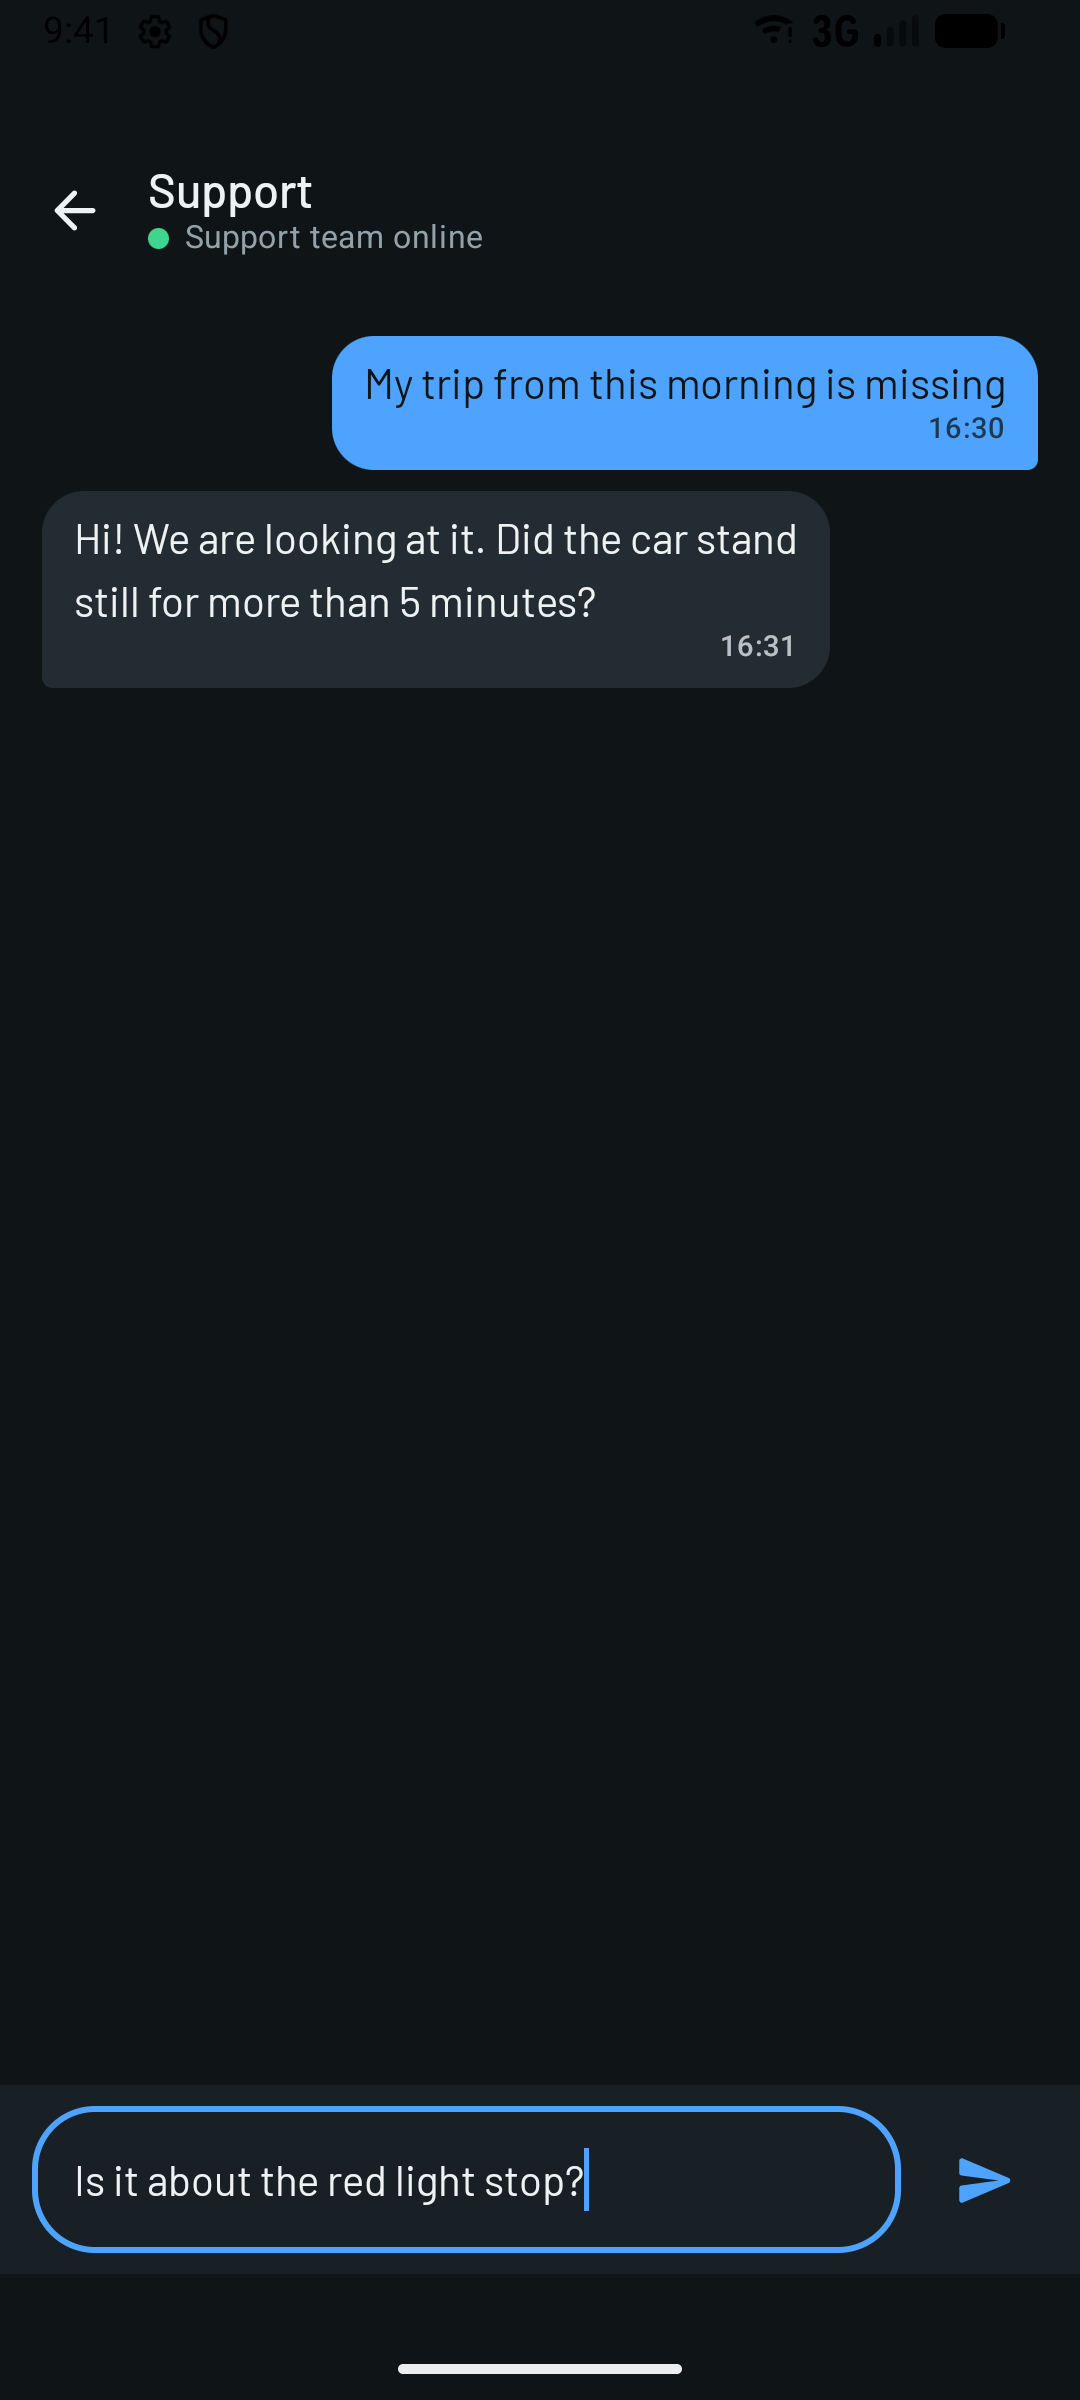 9:41
3G
Support
Support team online
My trip from this morning is missing
16:30
Hi! We are looking at it. Did the car stand
still for more than 5 minutes?
16:31
Is it about the red light stop?